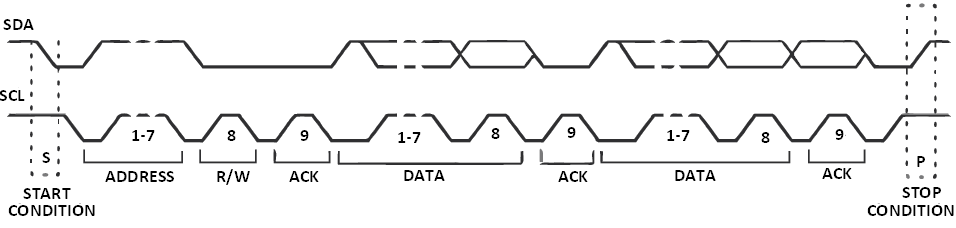 SDA
SCL
1-7 8 9 1-7 8 9 1-7 8 9
S P
ADDRESS R/W ACK DATA ACK DATA ACK
START
CONDITION
STOP
CONDITION